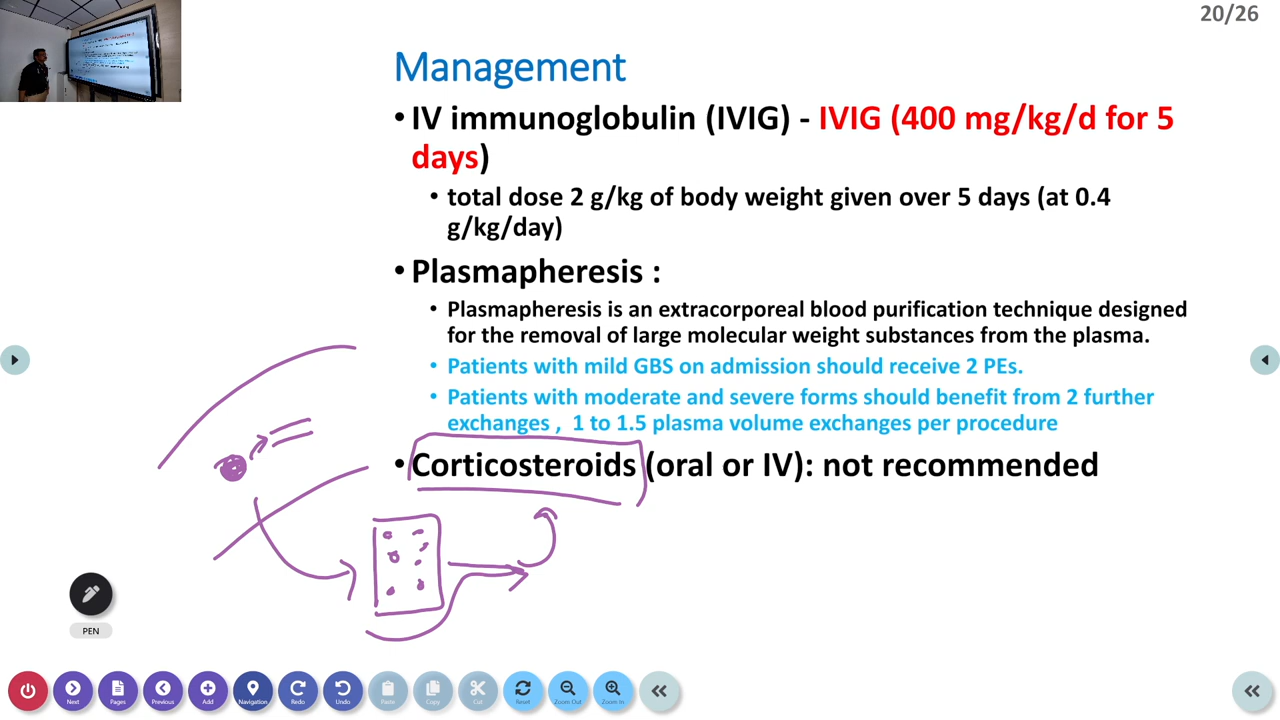 20/26
Management
• IV immunoglobulin (IVIG) - IVIG (400 mg/kg/d for 5
days)
• total dose 2 g/kg of body weight given over 5 days (at 0.4
g/kg/day)
• Plasmapheresis :
• Plasmapheresis is an extracorporeal blood purification technique designed
for the removal of large molecular weight substances from the plasma.
• Patients with mild GBS on admission should receive 2 PEs.
• Patients with moderate and severe forms should benefit from 2 further
exchanges , 1 to 1.5 plasma volume exchanges per procedure
• Corticosteroids (oral or IV): not recommended
PEN
Next Pages Previous Add Navigation Redo Undo Paste Copy Cut Reset Zoom Out Zoom In